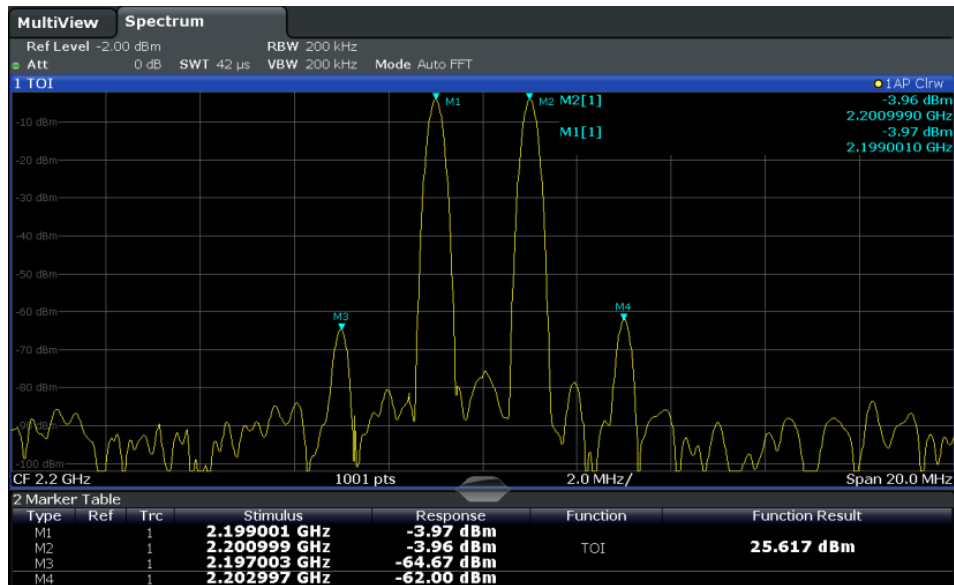 MultiView Spectrum
Ref Level -2.00 dBm RBW 200 kHz
Att 0 dB SWT 42 µs VBW 200 kHz Mode Auto FFT
1 TOI 1AP Clrw
M1 M2 M2[1] -3.96 dBm
2.2009990 GHz
M1[1] -3.97 dBm
2.1990010 GHz
-10 dBm
-20 dBm
-30 dBm
-40 dBm
-50 dBm
-60 dBm
M3 M4
-70 dBm
-80 dBm
-90 dBm
-100 dBm
CF 2.2 GHz 1001 pts 2.0 MHz/ Span 20.0 MHz
2 Marker Table
Type Ref Trc Stimulus Response Function Function Result
M1 1 2.199001 GHz -3.97 dBm
M2 1 2.200999 GHz -3.96 dBm TOI 25.617 dBm
M3 1 2.197003 GHz -64.67 dBm
M4 1 2.202997 GHz -62.00 dBm